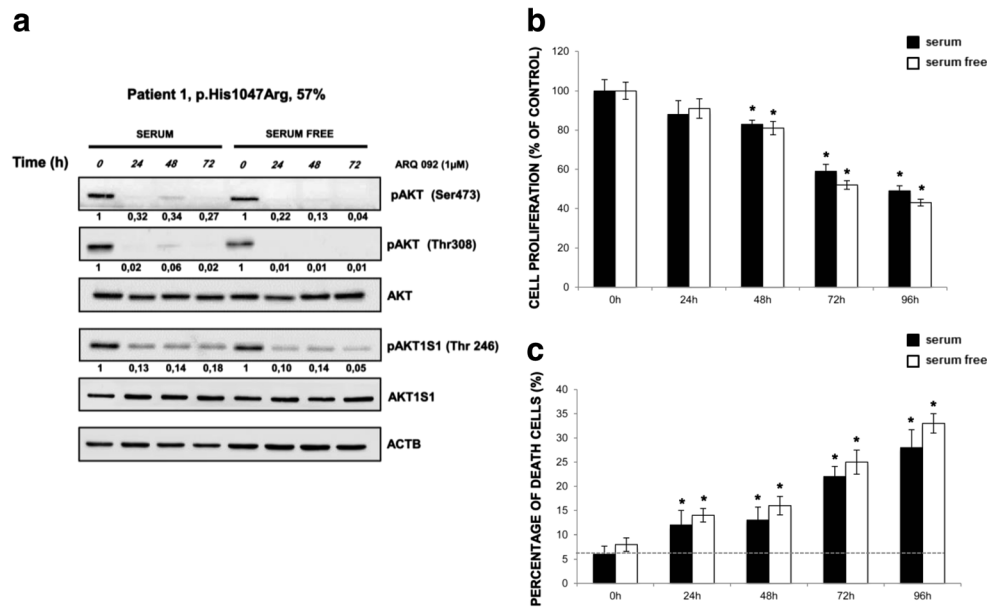 a
Patient 1, p.His1047Arg, 57%
SERUM SERUM FREE
Time (h) 0 24 48 72 0 24 48 72 ARQ 092 (1µM)
pAKT (Ser473)
1 0,32 0,34 0,27 1 0,22 0,13 0,04
pAKT (Thr308)
1 0,02 0,06 0,02 1 0,01 0,01 0,01
AKT
pAKT1S1 (Thr 246)
1 0,13 0,14 0,18 1 0,10 0,14 0,05
AKT1S1
ACTB
b
serum
serum free
CELL PROLIFERATION (% OF CONTROL)
120
100
80
60
40
20
0
* * * * * *
0h 24h 48h 72h 96h
c
serum
serum free
PERCENTAGE OF DEATH CELLS (%)
40
35
30
25
20
15
10
5
0
* * * * * * * *
0h 24h 48h 72h 96h